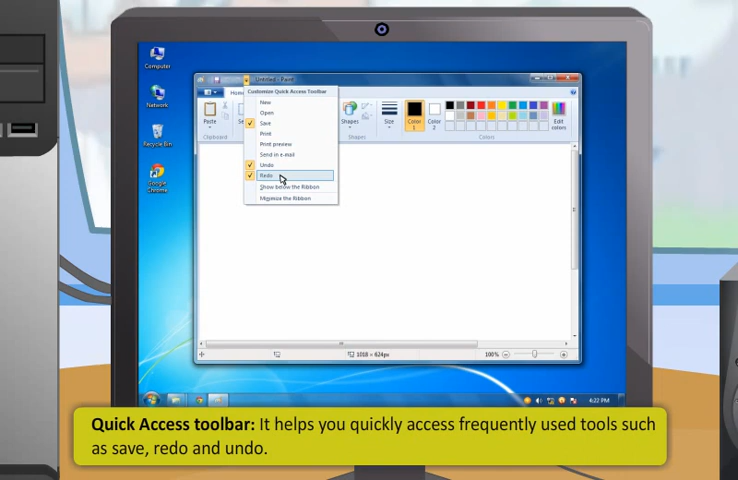 Computer
Network
Recycle Bin
Google
Chrome
Untitled - Paint
Customize Quick Access Toolbar
New
Open
Save
Print
Print preview
Send in e-mail
Undo
Redo
Show below the Ribbon
Minimize the Ribbon
Paste
Clipboard
Shapes
Shapes
Size
Color
1
Color
2
Edit
colors
Colors
1018 × 624px
100%
4:22 PM
Quick Access toolbar: It helps you quickly access frequently used tools such
as save, redo and undo.